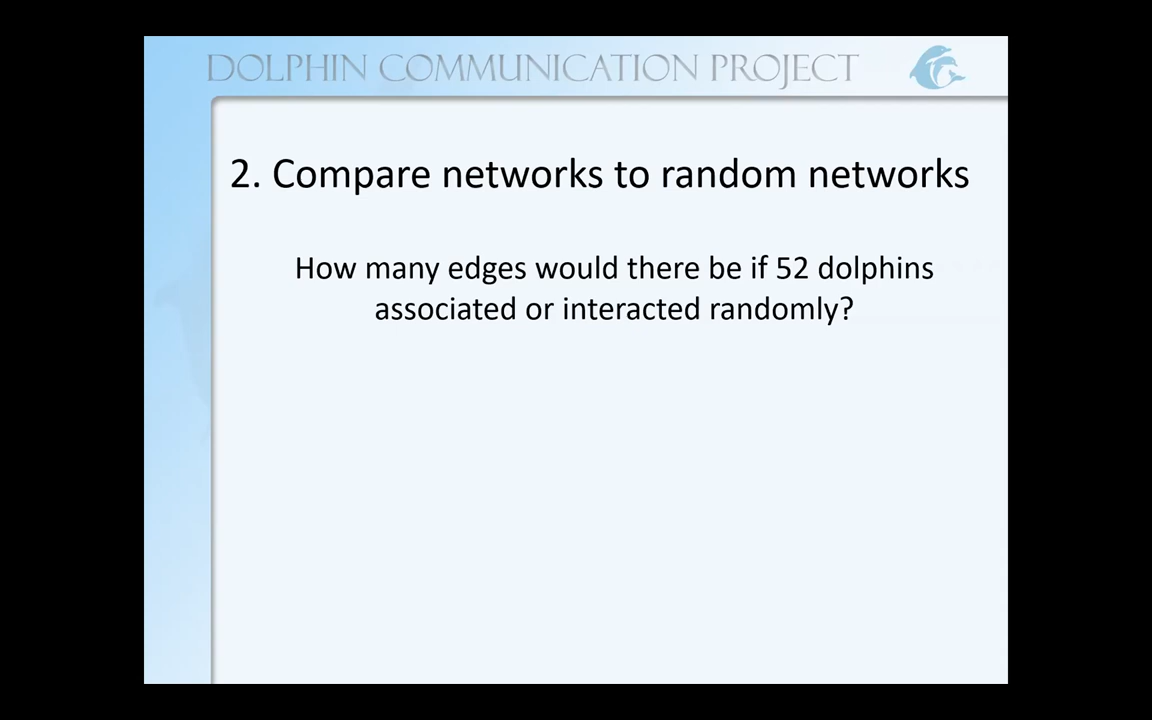 DOLPHIN COMMUNICATION PROJECT
2. Compare networks to random networks
How many edges would there be if 52 dolphins
associated or interacted randomly?